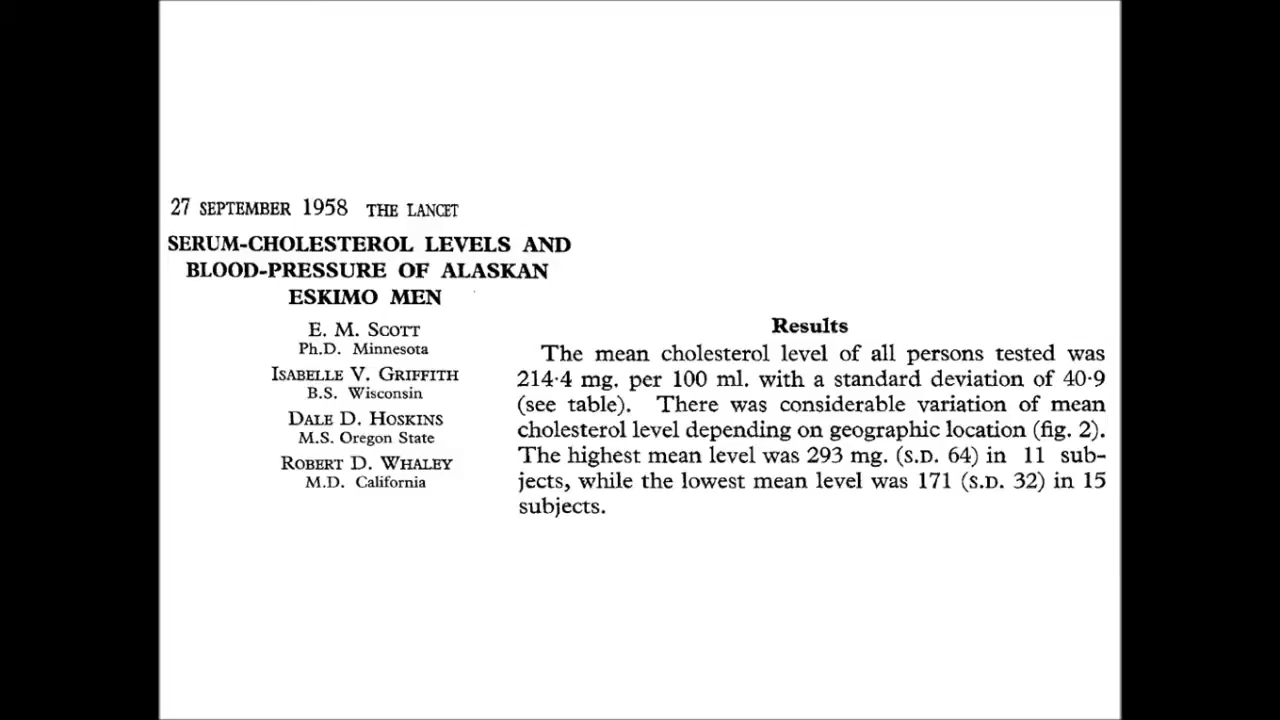 27 SEPTEMBER 1958 THE LANCET
SERUM-CHOLESTEROL LEVELS AND
BLOOD-PRESSURE OF ALASKAN
ESKIMO MEN
E. M. SCOTT
Ph.D. Minnesota
ISABELLE V. GRIFFITH
B.S. Wisconsin
DALE D. HOSKINS
M.S. Oregon State
ROBERT D. WHALEY
M.D. California
Results
The mean cholesterol level of all persons tested was
214·4 mg. per 100 ml. with a standard deviation of 40·9
(see table). There was considerable variation of mean
cholesterol level depending on geographic location (fig. 2).
The highest mean level was 293 mg. (S.D. 64) in 11 sub-
jects, while the lowest mean level was 171 (S.D. 32) in 15
subjects.